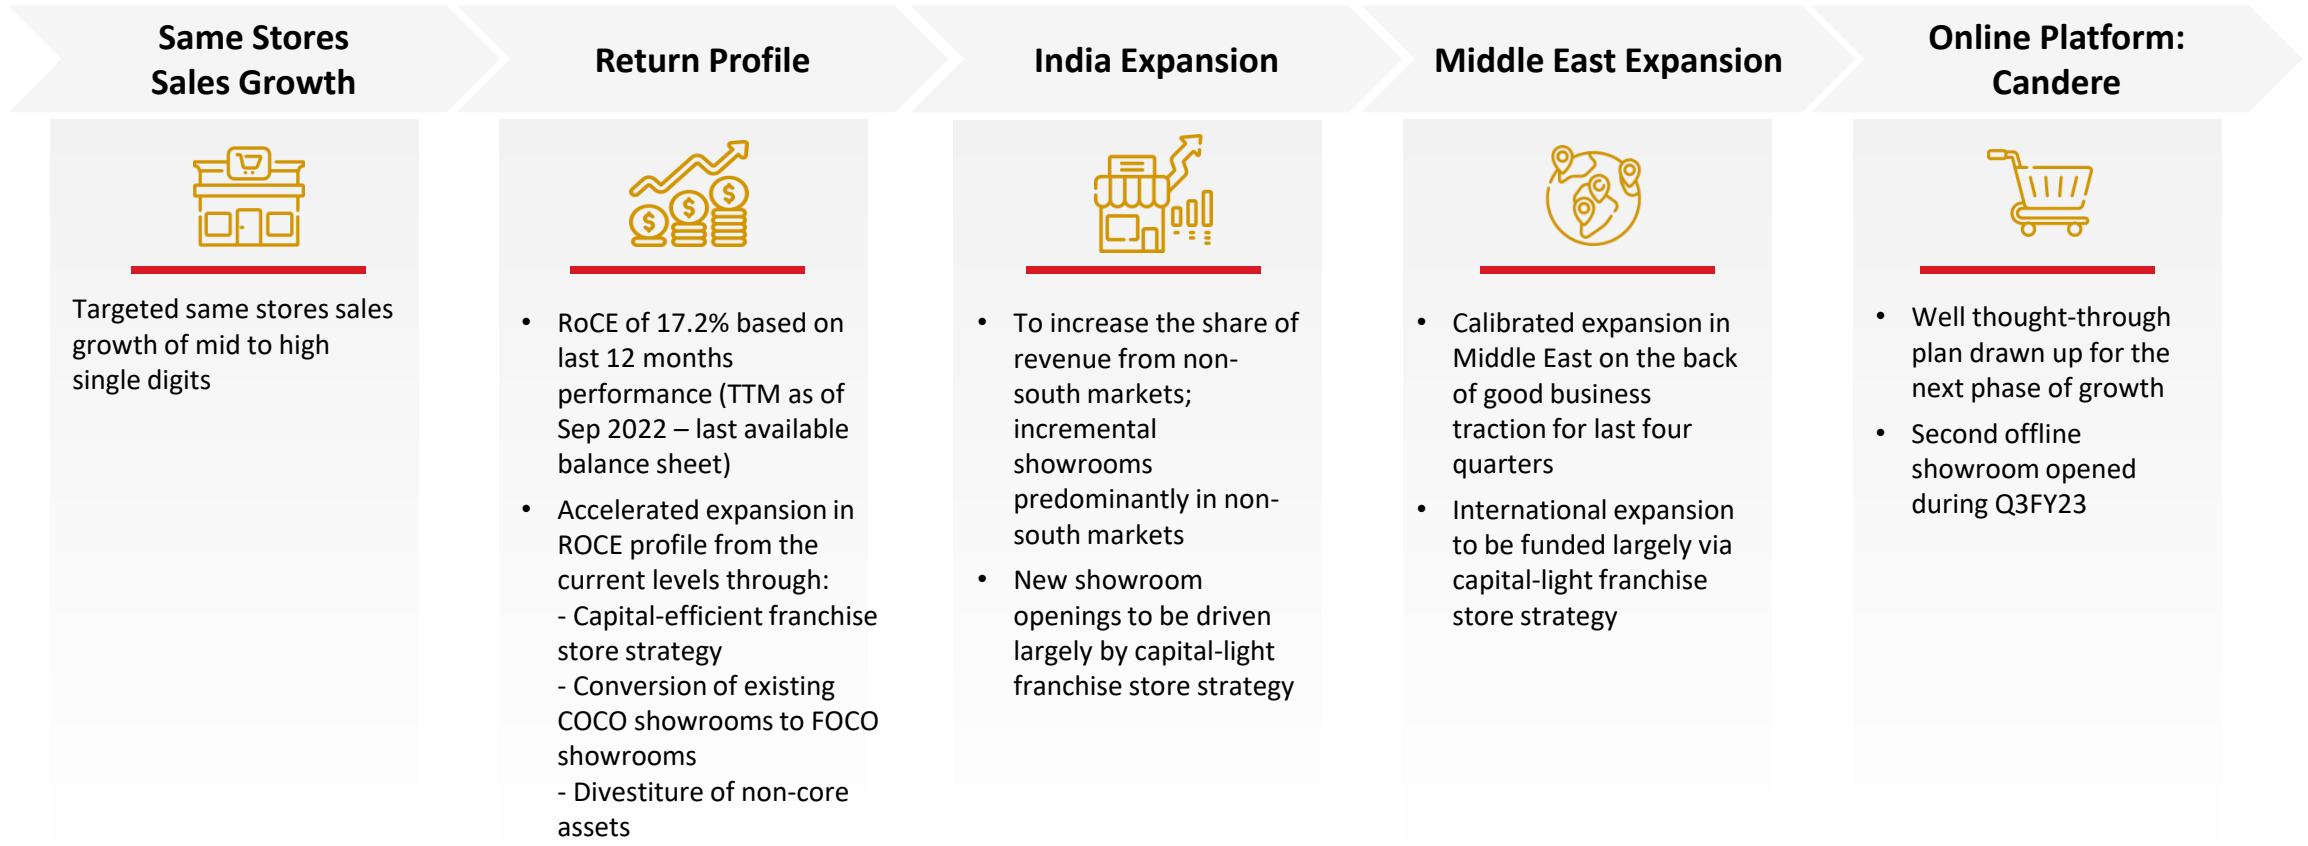 Same Stores
Sales Growth
Return Profile
India Expansion
Middle East Expansion
Online Platform:
Candere
Targeted same stores sales
growth of mid to high
single digits
• RoCE of 17.2% based on
last 12 months
performance (TTM as of
Sep 2022 – last available
balance sheet)
• Accelerated expansion in
ROCE profile from the
current levels through:
- Capital-efficient franchise
store strategy
- Conversion of existing
COCO showrooms to FOCO
showrooms
- Divestiture of non-core
assets
• To increase the share of
revenue from non-
south markets;
incremental
showrooms
predominantly in non-
south markets
• New showroom
openings to be driven
largely by capital-light
franchise store strategy
• Calibrated expansion in
Middle East on the back
of good business
traction for last four
quarters
• International expansion
to be funded largely via
capital-light franchise
store strategy
• Well thought-through
plan drawn up for the
next phase of growth
• Second offline
showroom opened
during Q3FY23